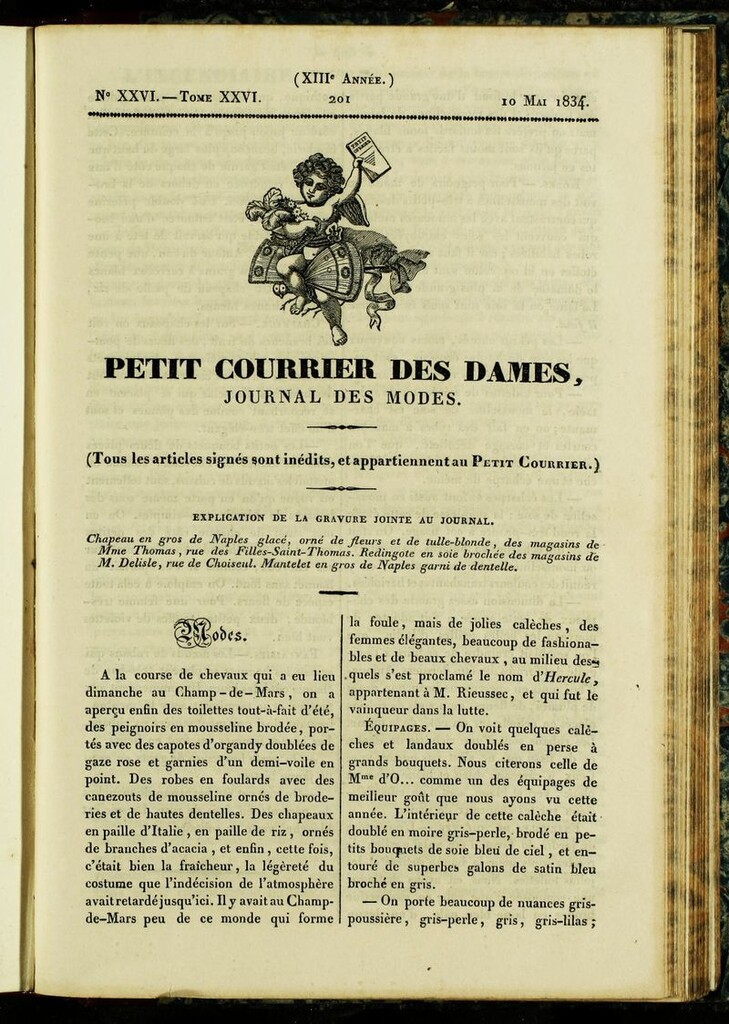 (XIIIe Année.)
No XXVI.—Tome XXVI.
201
10 Mai 1834.
PETIT COURRIER DES DAMES,
JOURNAL DES MODES.
(Tous les articles signés sont inédits, et appartiennent au Petit Courrier.)
EXPLICATION DE LA GRAVURE JOINTE AU JOURNAL.
Chapeau en gros de Naples glacé, orné de fleurs et de tulle-blonde, des magasins de
Mme Thomas, rue des Filles-Saint-Thomas. Redingote en soie brochée des magasins de
M. Delisle, rue de Choiseul. Mantelet en gros de Naples garni de dentelle.
Modes.
A la course de chevaux qui a eu lieu
dimanche au Champ-de-Mars, on a
aperçu enfin des toilettes tout-à-fait d'été,
des peignoirs en mousseline brodée, por-
tés avec des capotes d'organdy doublées de
gaze rose et garnies d'un demi-voile en
point. Des robes en foulards avec des
canezouts de mousseline ornés de brode-
ries et de hautes dentelles. Des chapeaux
en paille d'Italie, en paille de riz, ornés
de branches d'acacia, et enfin, cette fois,
c'était bien la fraîcheur, la légèreté du
costume que l'indécision de l'atmosphère
avait retardé jusqu'ici. Il y avait au Champ-
de-Mars peu de ce monde qui forme
la foule, mais de jolies calèches, des
femmes élégantes, beaucoup de fashiona-
bles et de beaux chevaux, au milieu des-
quels s'est proclamé le nom d'Hercule,
appartenant à M. Rieussec, et qui fut le
vainqueur dans la lutte.
Équipages. — On voit quelques calè-
ches et landaux doublés en perse à
grands bouquets. Nous citerons celle de
Mme d'O... comme un des équipages de
meilieur goût que nous ayons vu cette
année. L'intérieur de cette calèche était
doublé en moire gris-perle, brodé en pe-
tits bouquets de soie bleu de ciel, et en-
touré de superbes galons de satin bleu
broché en gris.
— On porte beaucoup de nuances gris-
poussière, gris-perle, gris, gris-lilas;